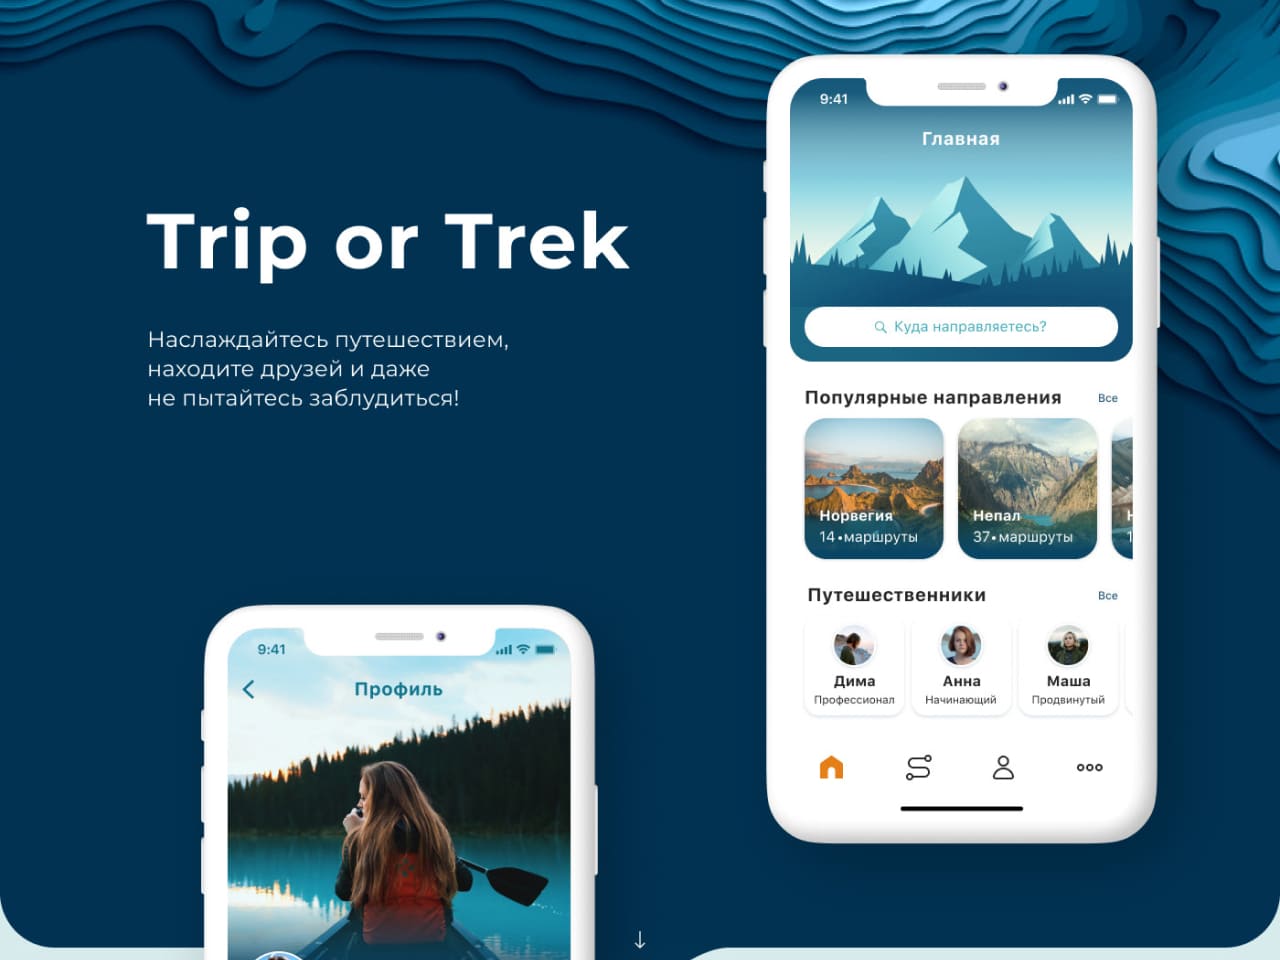 Trip or Trek
Наслаждайтесь путешествием,
находите друзей и даже
не пытайтесь заблудиться!
9:41
Главная
Куда направляетесь?
Популярные направления
Все
Норвегия
14•маршруты
Непал
37•маршруты
Путешественники
Все
Дима
Профессионал
Анна
Начинающий
Маша
Продвинутый
9:41
Профиль